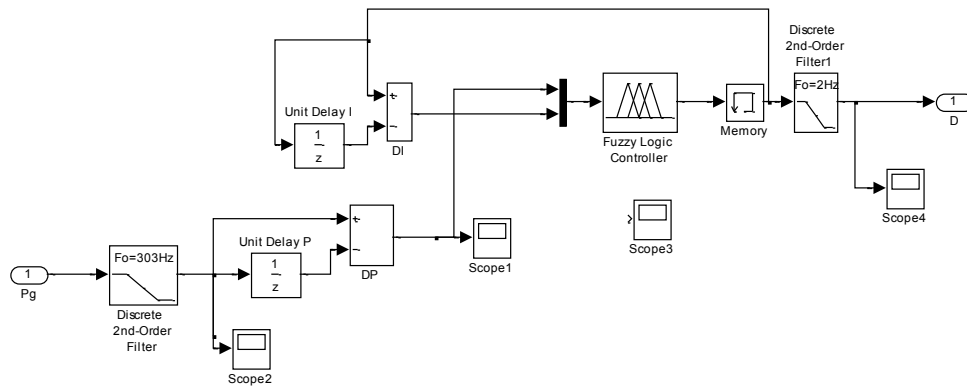 Discrete
2nd-Order
Filter1
Fo=2Hz
1
D
Unit Delay I
1
z
+
−
DI
Fuzzy Logic
Controller
Memory
Scope4
Scope3
Unit Delay P
1
z
+
−
DP
Scope1
1
Pg
Fo=303Hz
Discrete
2nd-Order
Filter
Scope2